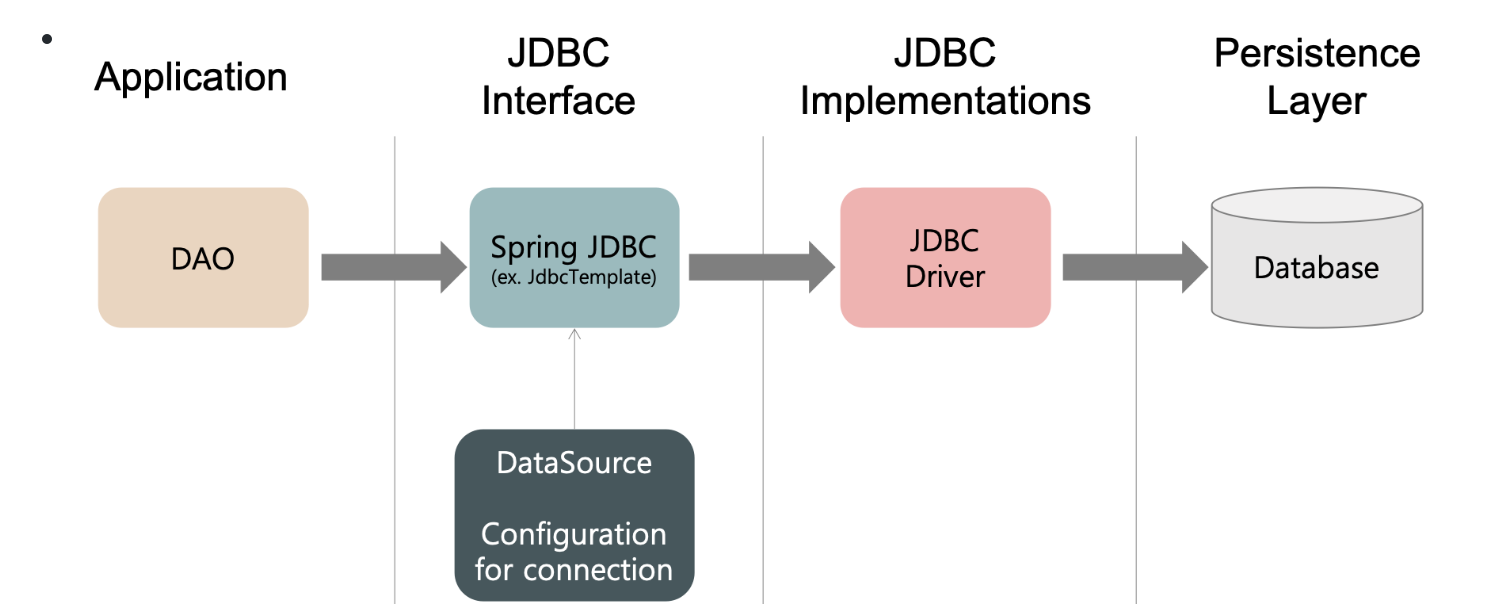 Application
JDBC
Interface
JDBC
Implementations
Persistence
Layer
DAO
Spring JDBC
(ex. JdbcTemplate)
JDBC
Driver
Database
DataSource
Configuration
for connection